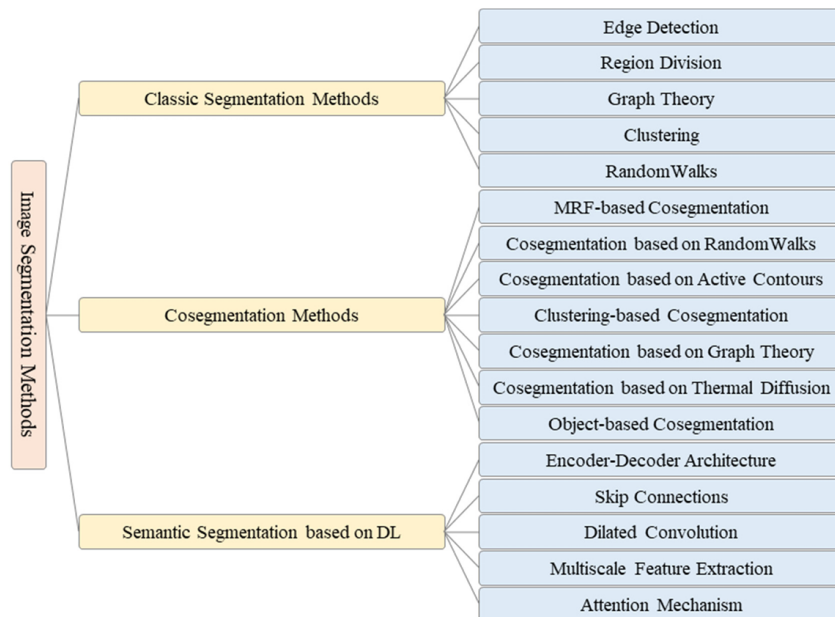 Image Segmentation Methods
Classic Segmentation Methods
Edge Detection
Region Division
Graph Theory
Clustering
RandomWalks
Cosegmentation Methods
MRF-based Cosegmentation
Cosegmentation based on RandomWalks
Cosegmentation based on Active Contours
Clustering-based Cosegmentation
Cosegmentation based on Graph Theory
Cosegmentation based on Thermal Diffusion
Object-based Cosegmentation
Semantic Segmentation based on DL
Encoder-Decoder Architecture
Skip Connections
Dilated Convolution
Multiscale Feature Extraction
Attention Mechanism